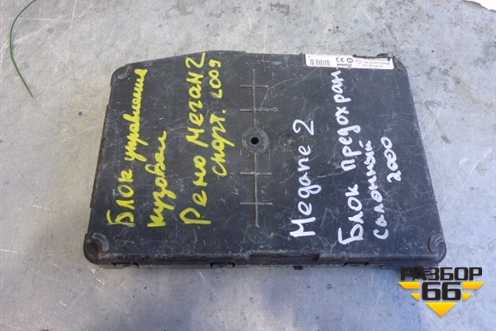 Блок управления
кузовом
Рено Меган 2
спорт. 2009
Megane 2
Блок предохран
салонный
2000
РАЗБОР
66